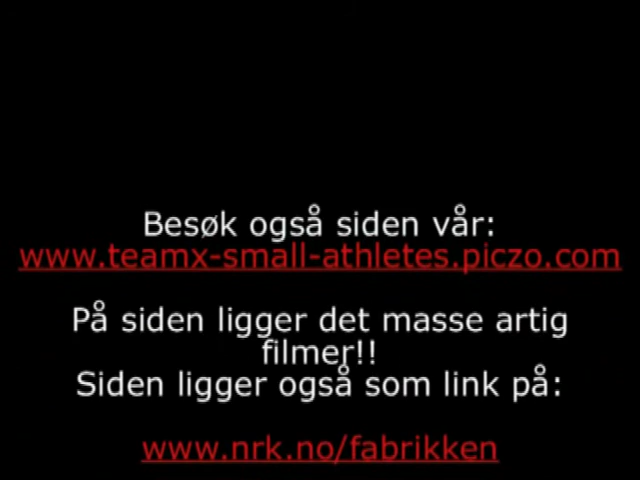 Besøk også siden vår:
www.teamx-small-athletes.piczo.com
På siden ligger det masse artig
filmer!!
Siden ligger også som link på:
www.nrk.no/fabrikken